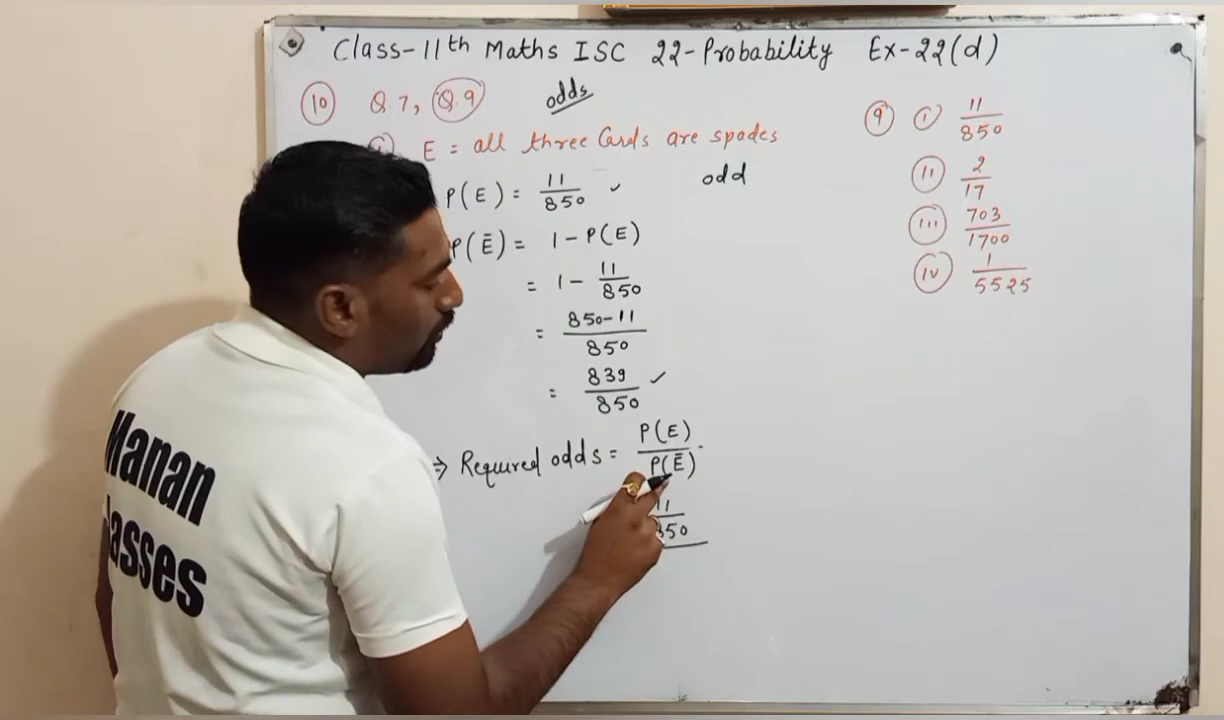 Class-11th Maths ISC 22-Probability Ex-22(d)
10 Q 7, Q.9 odds
E = all three Cards are spades
odd
P(E) = 11/850 ✓
P(Ē) = 1 - P(E)
= 1 - 11/850
= 850-11/850
= 839/850 ✓
⇒ Required odds = P(E)/P(Ē)
11
850
9 (i) 11/850
(ii) 2/17
(iii) 703/1700
(iv) 1/5525
Manan